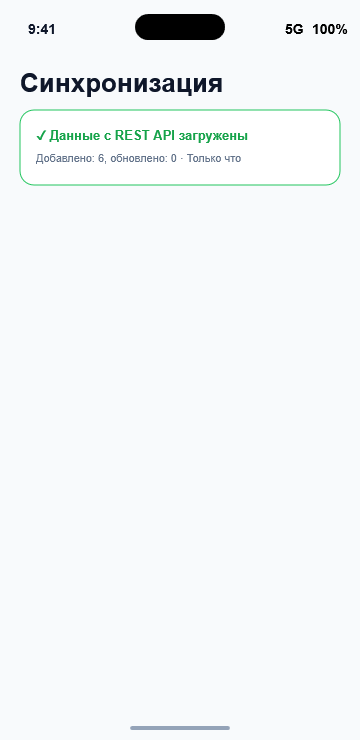 9:41
5G 100%
Синхронизация
✓ Данные с REST API загружены
Добавлено: 6, обновлено: 0 · Только что